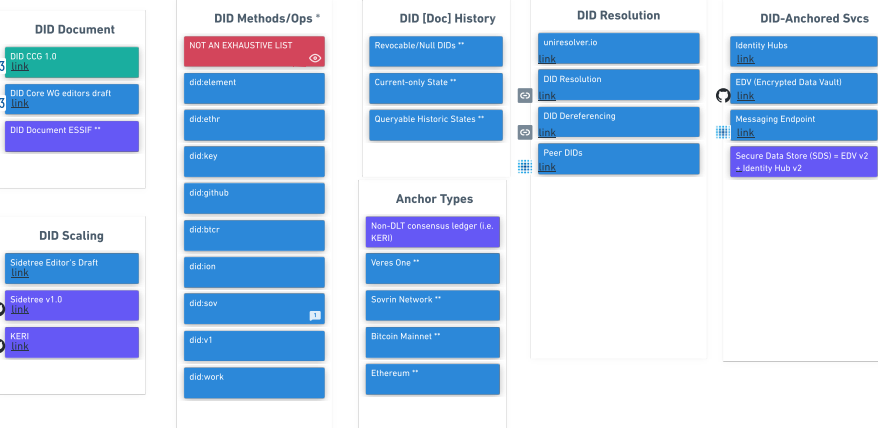 DID Document
DID CCG 1.0
link
DID Core WG editors draft
link
DID Document ESSIF **
DID Scaling
Sidetree Editor's Draft
link
Sidetree v1.0
link
KERI
link
DID Methods/Ops *
NOT AN EXHAUSTIVE LIST
did:element
did:ethr
did:key
did:github
did:btcr
did:ion
did:sov
1
did:v1
did:work
DID [Doc] History
Revocable/Null DIDs **
Current-only State **
Queryable Historic States **
Anchor Types
Non-DLT consensus ledger (i.e.
KERI)
Veres One **
Sovrin Network **
Bitcoin Mainnet **
Ethereum **
DID Resolution
uniresolver.io
link
DID Resolution
link
DID Dereferencing
link
Peer DIDs
link
DID-Anchored Svcs
Identity Hubs
link
EDV (Encrypted Data Vault)
link
Messaging Endpoint
link
Secure Data Store (SDS) = EDV v2
+ Identity Hub v2